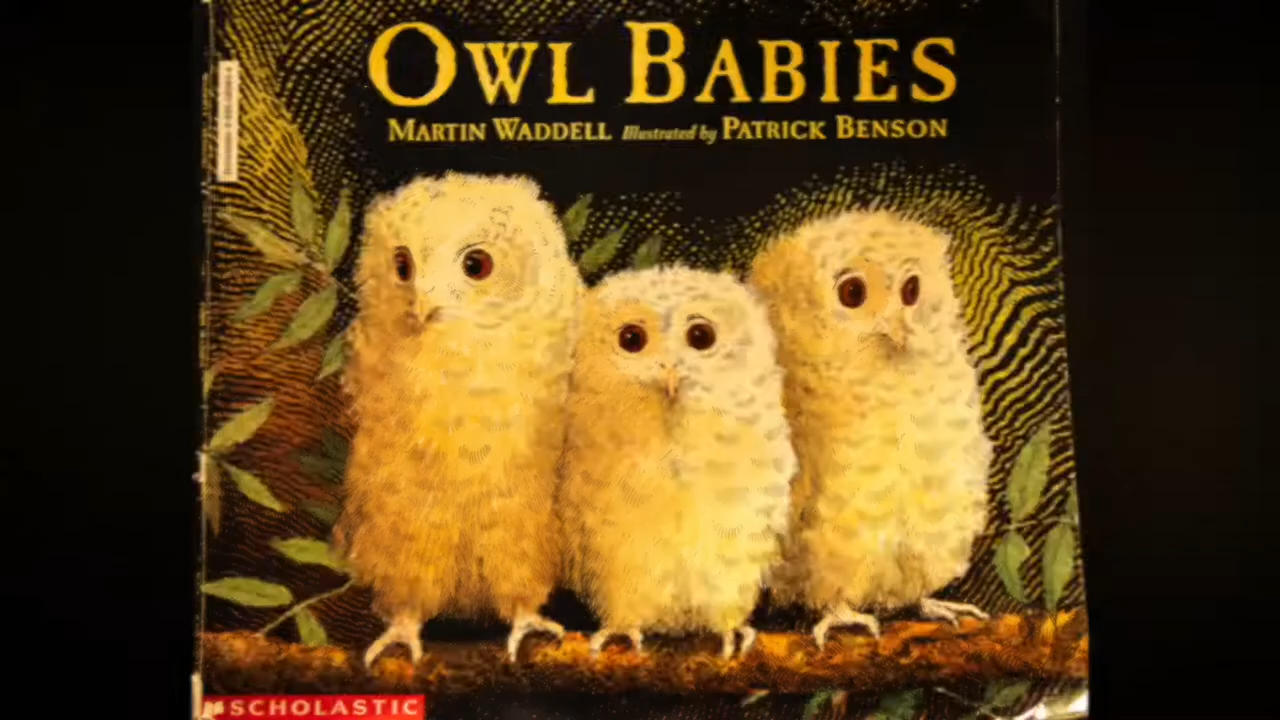 OWL BABIES
MARTIN WADDELL Illustrated by PATRICK BENSON
SCHOLASTIC